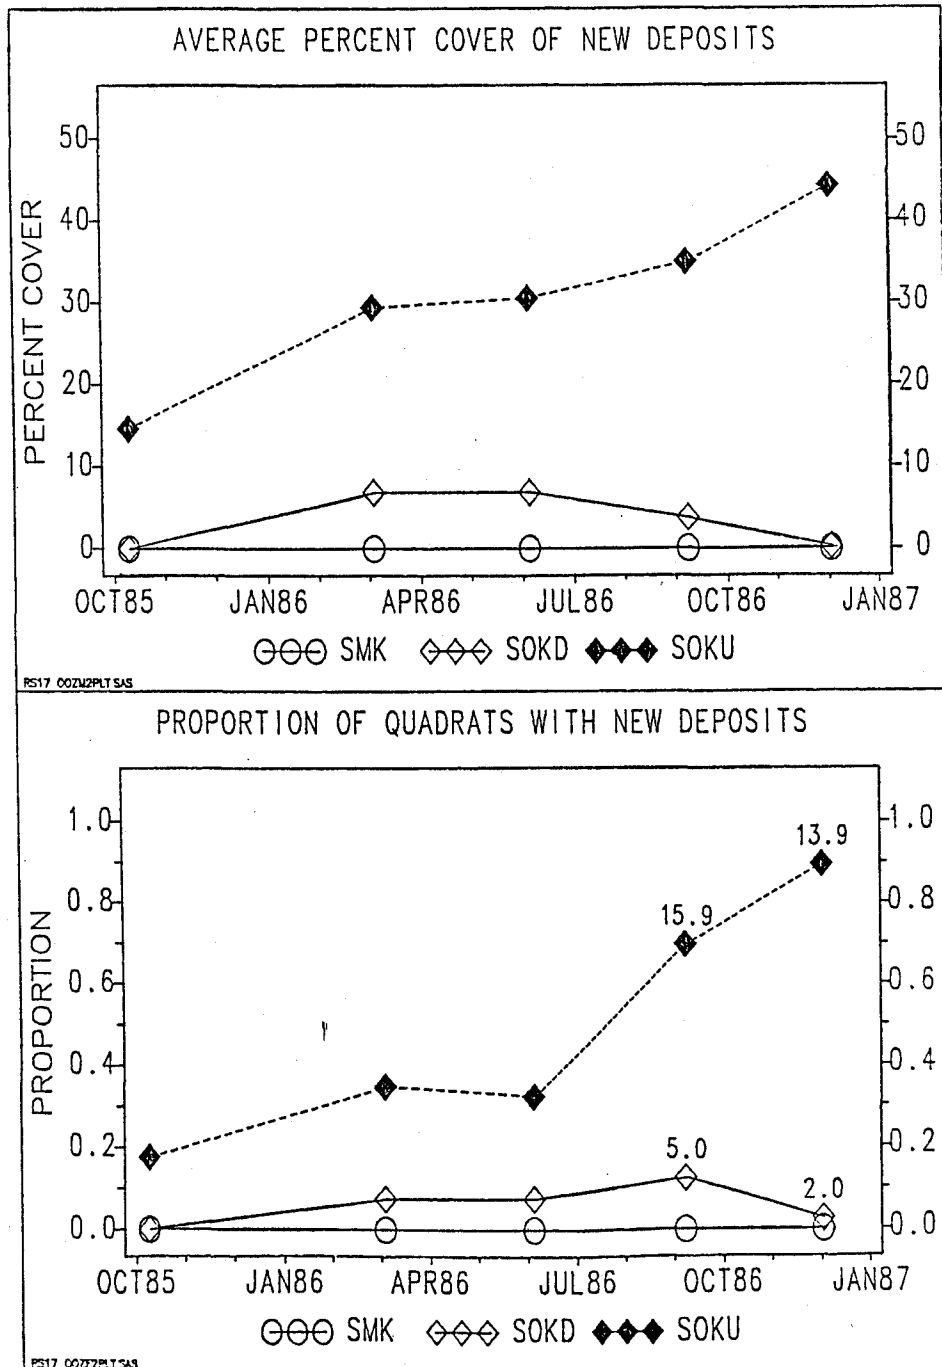 AVERAGE PERCENT COVER OF NEW DEPOSITS
PERCENT COVER
50 50
40 40
30 30
20 20
10 10
0 0
OCT85 JAN86 APR86 JUL86 OCT86 JAN87
SMK SOKD SOKU
PROPORTION OF QUADRATS WITH NEW DEPOSITS
PROPORTION
1.0 1.0
13.9
0.8 0.8
15.9
0.6 0.6
0.4 0.4
0.2 0.2
5.0
2.0
0.0 0.0
OCT85 JAN86 APR86 JUL86 OCT86 JAN87
SMK SOKD SOKU